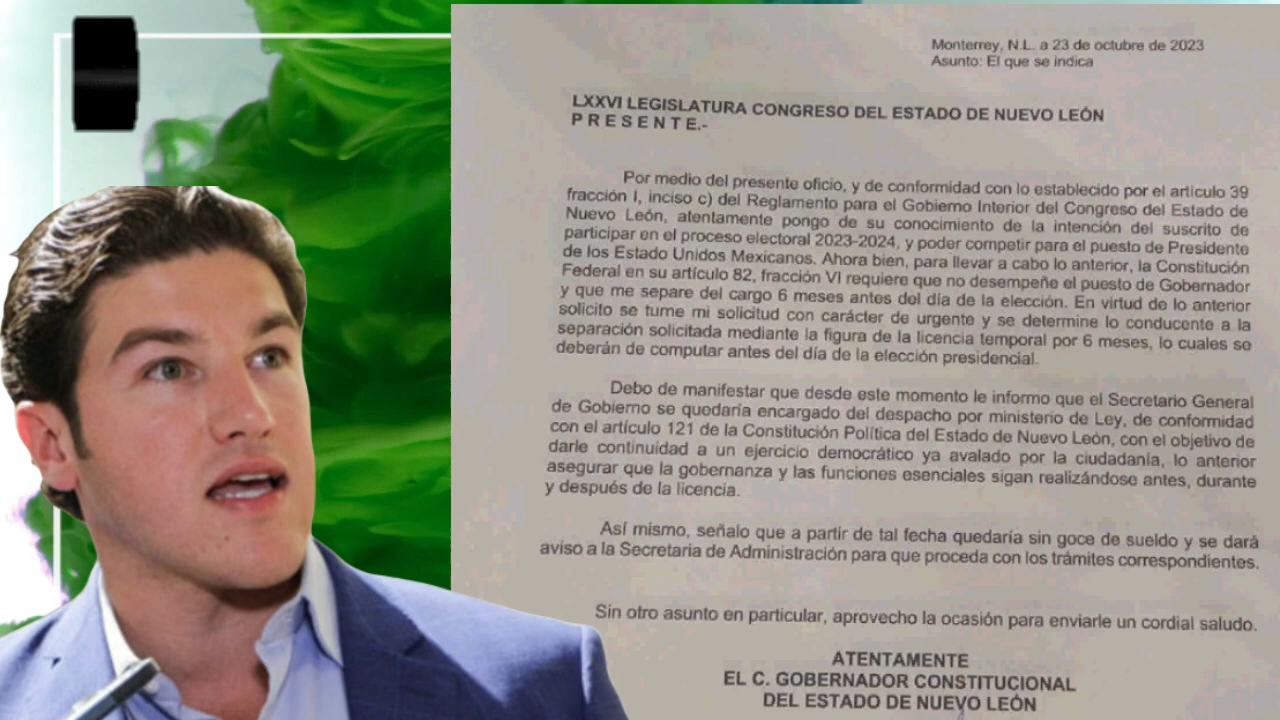 Monterrey, N.L. a 23 de octubre de 2023
Asunto: El que se indica
LXXVI LEGISLATURA CONGRESO DEL ESTADO DE NUEVO LEÓN
P R E S E N T E.-
Por medio del presente oficio, y de conformidad con lo establecido por el artículo 39
fracción I, inciso c) del Reglamento para el Gobierno Interior del Congreso del Estado de
Nuevo León, atentamente pongo de su conocimiento de la intención del suscrito de
participar en el proceso electoral 2023-2024, y poder competir para el puesto de Presidente
de los Estado Unidos Mexicanos. Ahora bien, para llevar a cabo lo anterior, la Constitución
Federal en su artículo 82, fracción VI requiere que no desempeñe el puesto de Gobernador
y que me separe del cargo 6 meses antes del día de la elección. En virtud de lo anterior
solicito se turne mi solicitud con carácter de urgente y se determine lo conducente a la
separación solicitada mediante la figura de la licencia temporal por 6 meses, lo cuales se
deberán de computar antes del día de la elección presidencial.
Debo de manifestar que desde este momento le informo que el Secretario General
de Gobierno se quedaría encargado del despacho por ministerio de Ley, de conformidad
con el artículo 121 de la Constitución Política del Estado de Nuevo León, con el objetivo de
darle continuidad a un ejercicio democrático ya avalado por la ciudadanía, lo anterior
asegurar que la gobernanza y las funciones esenciales sigan realizándose antes, durante
y después de la licencia.
Así mismo, señalo que a partir de tal fecha quedaría sin goce de sueldo y se dará
aviso a la Secretaria de Administración para que proceda con los trámites correspondientes.
Sin otro asunto en particular, aprovecho la ocasión para enviarle un cordial saludo.
ATENTAMENTE
EL C. GOBERNADOR CONSTITUCIONAL
DEL ESTADO DE NUEVO LEÓN